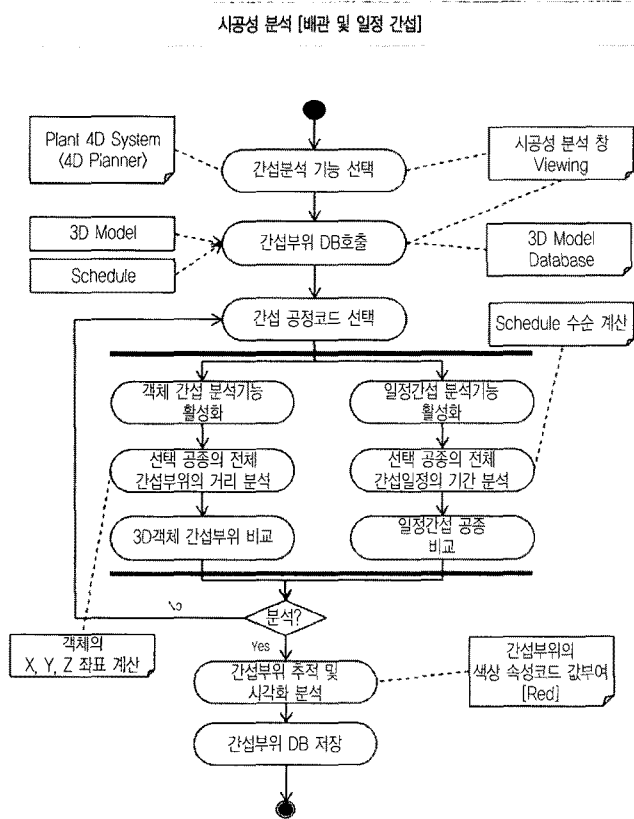 시공성 분석 [배관 및 일정 간섭]
Plant 4D System
〈4D Planner〉
간섭분석 기능 선택
시공성 분석 창
Viewing
3D Model
Schedule
간섭부위 DB호출
3D Model
Database
간섭 공정코드 선택
Schedule 수순 계산
객체 간섭 분석기능
활성화
일정간섭 분석기능
활성화
선택 공종의 전체
간섭부위의 거리 분석
선택 공종의 전체
간섭일정의 기간 분석
3D객체 간섭부위 비교
일정간섭 공종
비교
분석?
Yes
객체의
X, Y, Z 좌표 계산
간섭부위 추적 및
시각화 분석
간섭부위의
색상 속성코드 값부여
[Red]
간섭부위 DB 저장